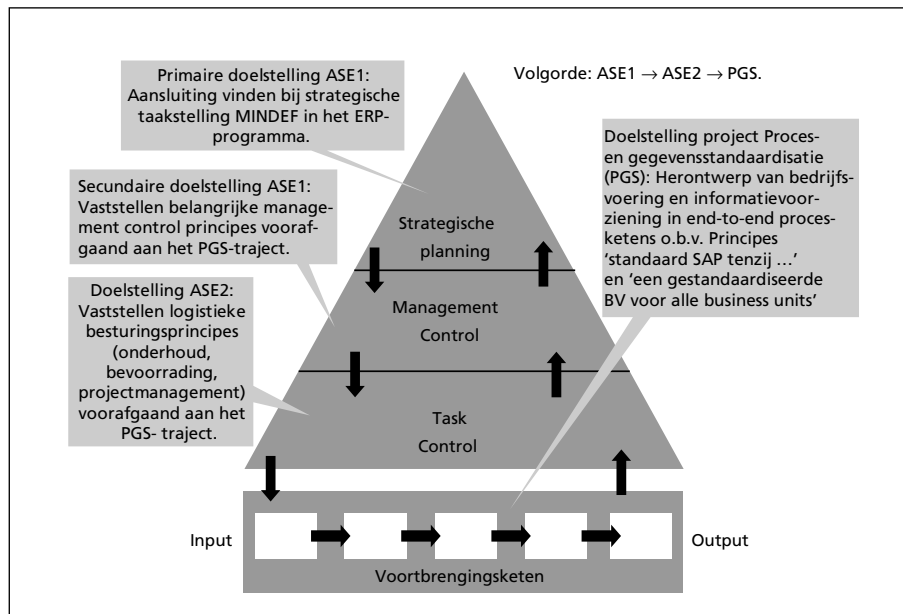 Primaire doelstelling ASE1:
Aansluiting vinden bij strategische
taakstelling MINDEF in het ERP-
programma.
Volgorde: ASE1 → ASE2 → PGS.
Doelstelling project Proces-
en gegevensstandaardisatie
(PGS): Herontwerp van bedrijfs-
voering en informatievoor-
ziening in end-to-end proces-
ketens o.b.v. Principes
‘standaard SAP tenzij ...’
en ‘een gestandaardiseerde
BV voor alle business units’
Secundaire doelstelling ASE1:
Vaststellen belangrijke manage-
ment control principes vooraf-
gaand aan het PGS-traject.
Doelstelling ASE2:
Vaststellen logistieke
besturingsprincipes
(onderhoud,
bevoorrading,
projectmanagement)
voorafgaand aan het
PGS- traject.
Strategische
planning
Management
Control
Task
Control
Input
Output
Voortbrengingsketen